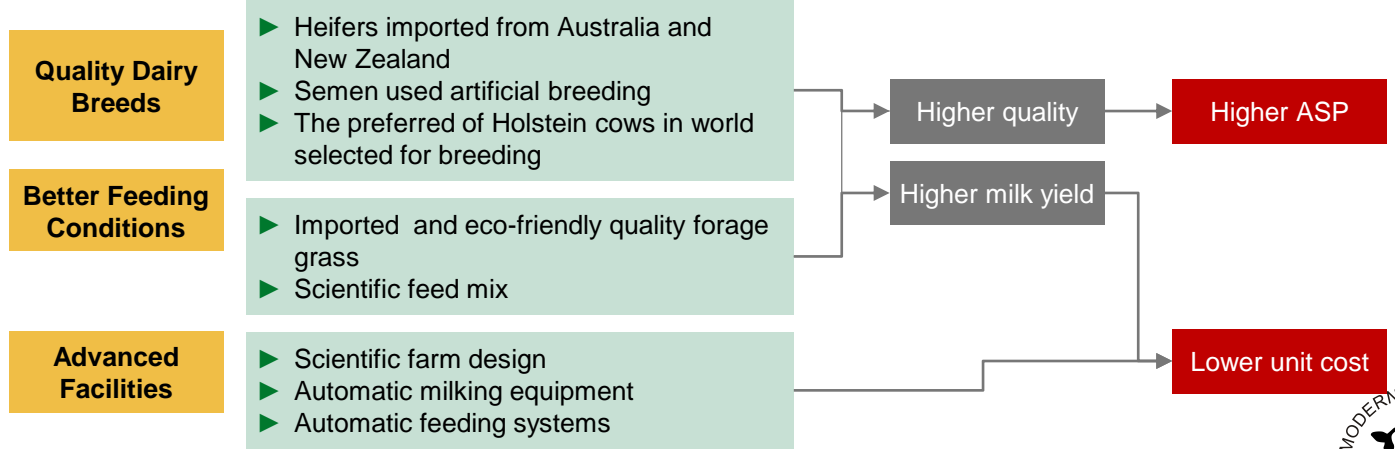 Quality Dairy
Breeds
► Heifers imported from Australia and
New Zealand
► Semen used artificial breeding
► The preferred of Holstein cows in world
selected for breeding
Higher quality
Higher ASP
Better Feeding
Conditions
► Imported and eco-friendly quality forage
grass
► Scientific feed mix
Higher milk yield
Advanced
Facilities
► Scientific farm design
► Automatic milking equipment
► Automatic feeding systems
Lower unit cost